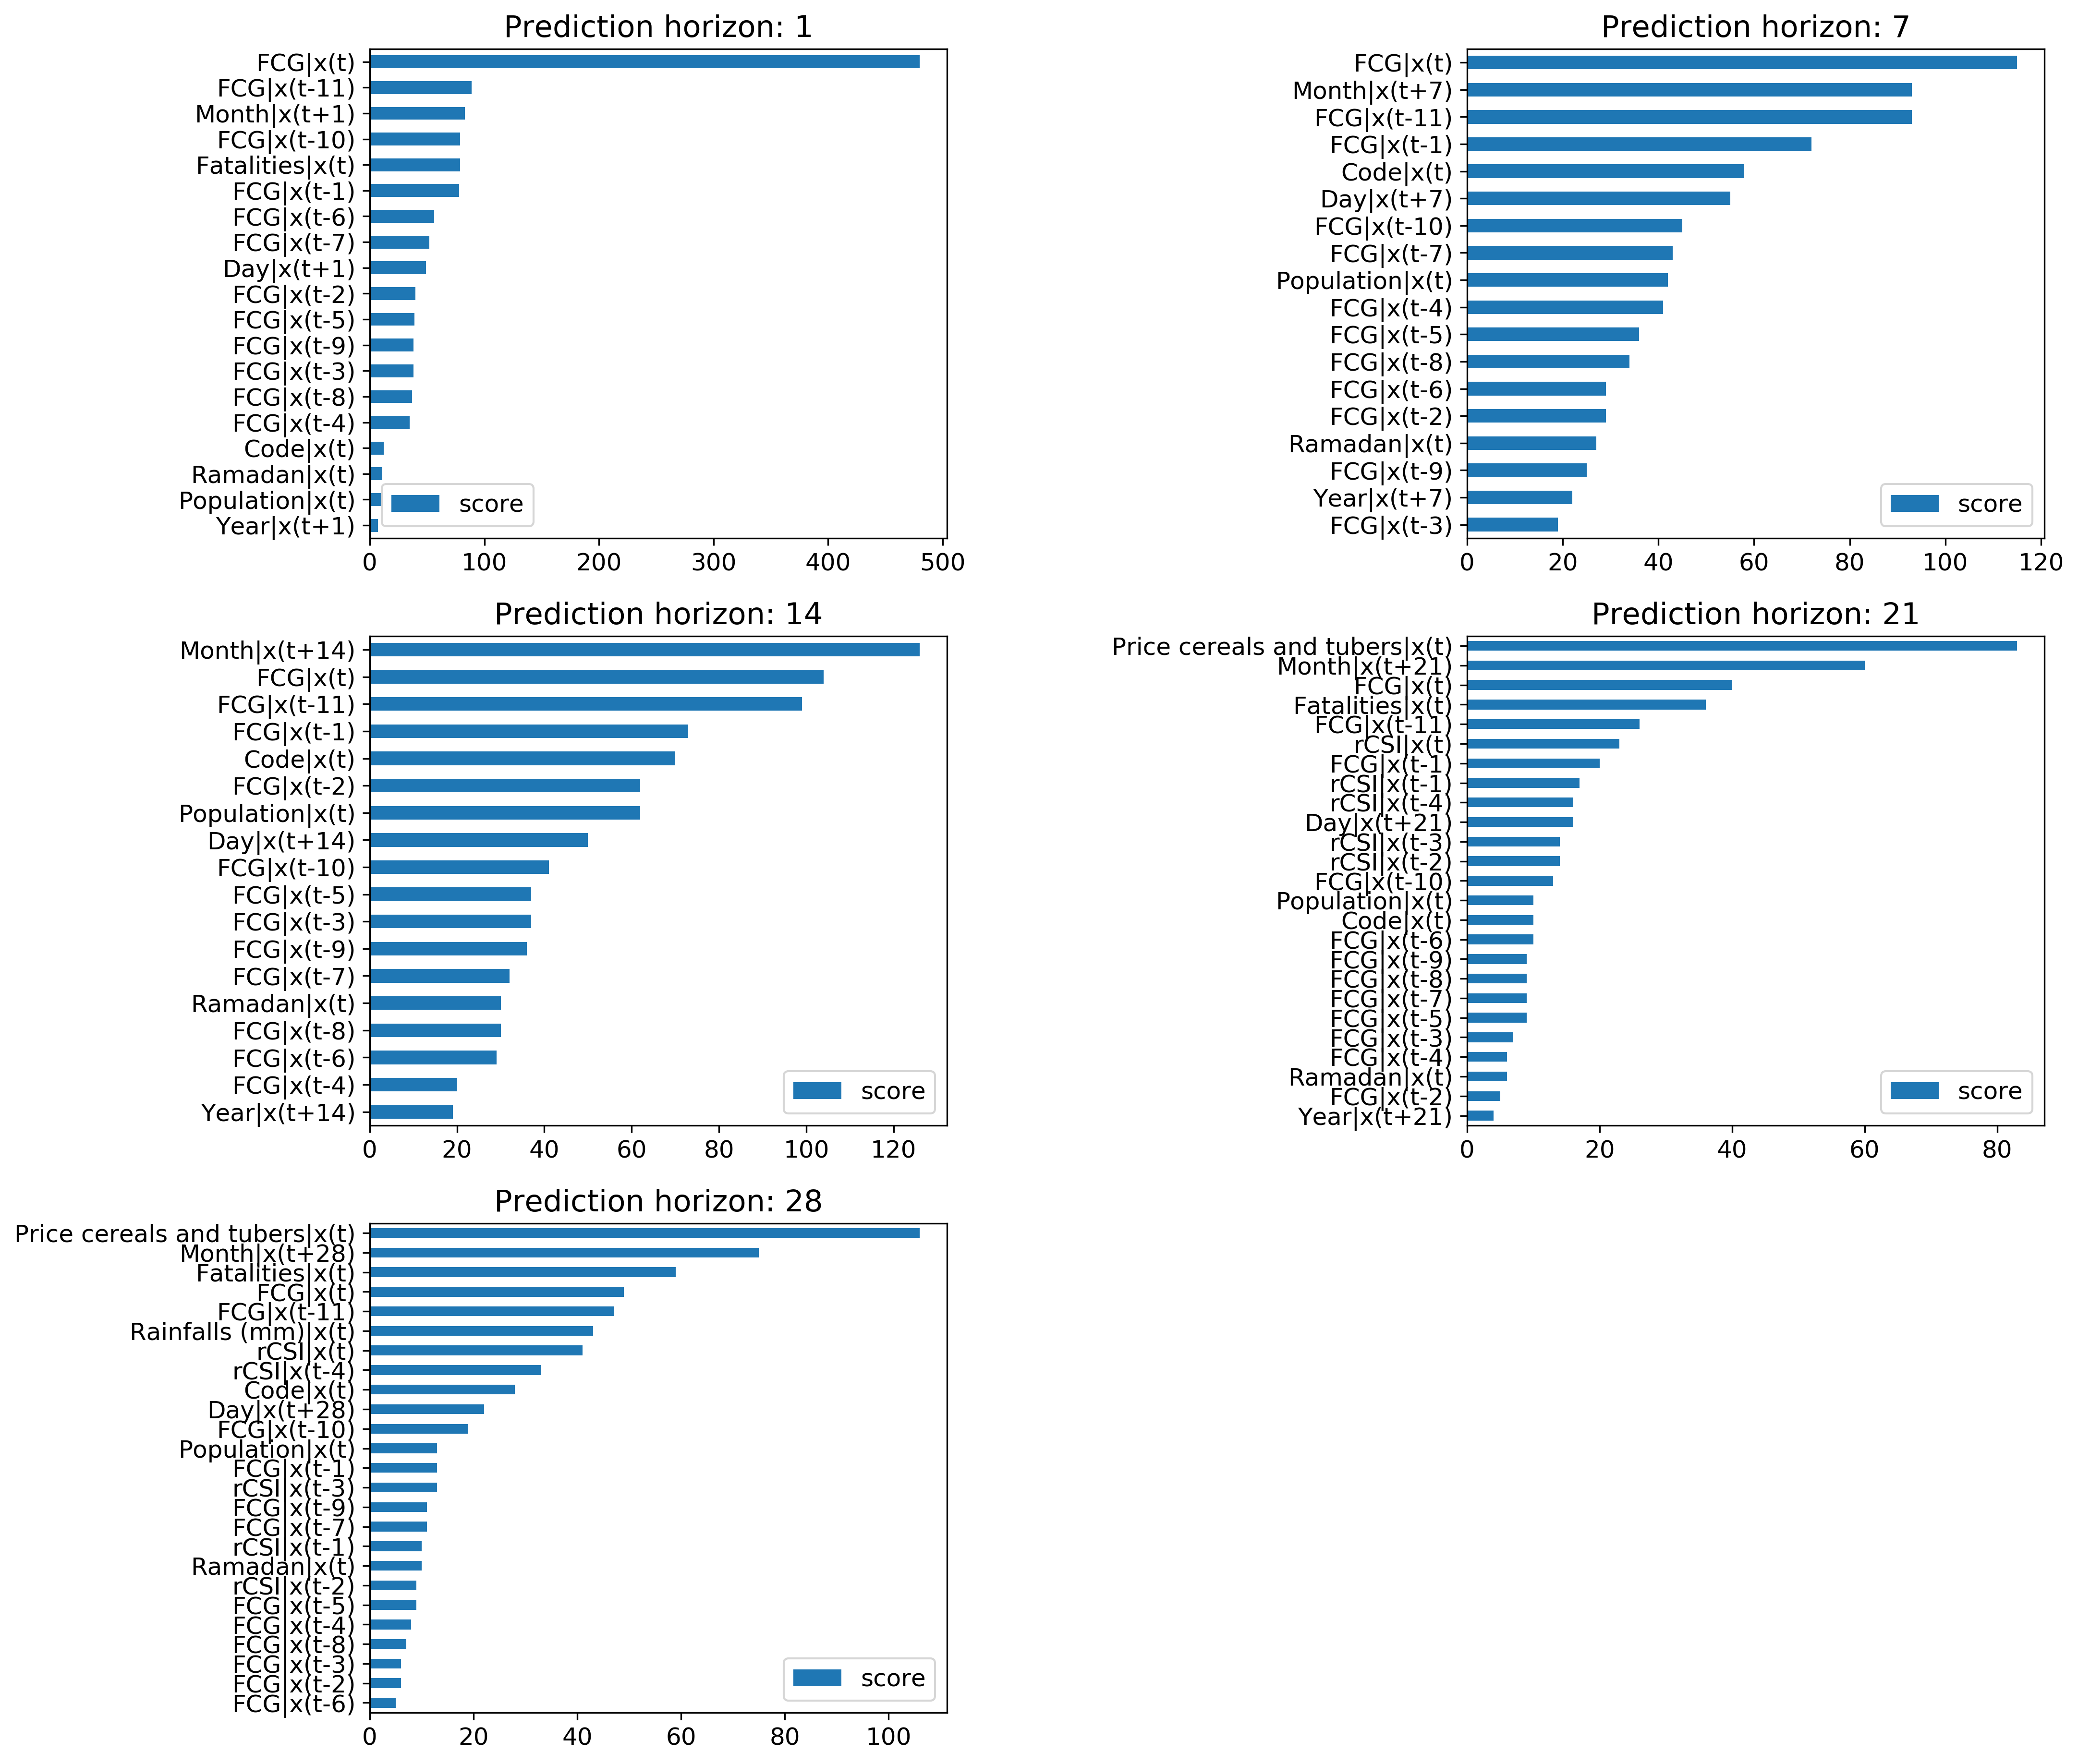 Prediction horizon: 1
FCG|x(t)
FCG|x(t-11)
Month|x(t+1)
FCG|x(t-10)
Fatalities|x(t)
FCG|x(t-1)
FCG|x(t-6)
FCG|x(t-7)
Day|x(t+1)
FCG|x(t-2)
FCG|x(t-5)
FCG|x(t-9)
FCG|x(t-3)
FCG|x(t-8)
FCG|x(t-4)
Code|x(t)
Ramadan|x(t)
Population|x(t)
Year|x(t+1)
score
0 100 200 300 400 500
Prediction horizon: 7
FCG|x(t)
Month|x(t+7)
FCG|x(t-11)
FCG|x(t-1)
Code|x(t)
Day|x(t+7)
FCG|x(t-10)
FCG|x(t-7)
Population|x(t)
FCG|x(t-4)
FCG|x(t-5)
FCG|x(t-8)
FCG|x(t-6)
FCG|x(t-2)
Ramadan|x(t)
FCG|x(t-9)
Year|x(t+7)
FCG|x(t-3)
score
0 20 40 60 80 100 120
Prediction horizon: 14
Month|x(t+14)
FCG|x(t)
FCG|x(t-11)
FCG|x(t-1)
Code|x(t)
FCG|x(t-2)
Population|x(t)
Day|x(t+14)
FCG|x(t-10)
FCG|x(t-5)
FCG|x(t-3)
FCG|x(t-9)
FCG|x(t-7)
Ramadan|x(t)
FCG|x(t-8)
FCG|x(t-6)
FCG|x(t-4)
Year|x(t+14)
score
0 20 40 60 80 100 120
Prediction horizon: 21
Price cereals and tubers|x(t)
Month|x(t+21)
FCG|x(t)
Fatalities|x(t)
FCG|x(t-11)
rCSI|x(t)
FCG|x(t-1)
rCSI|x(t-1)
rCSI|x(t-4)
Day|x(t+21)
rCSI|x(t-3)
rCSI|x(t-2)
FCG|x(t-10)
Population|x(t)
Code|x(t)
FCG|x(t-6)
FCG|x(t-9)
FCG|x(t-8)
FCG|x(t-7)
FCG|x(t-5)
FCG|x(t-3)
FCG|x(t-4)
Ramadan|x(t)
FCG|x(t-2)
Year|x(t+21)
score
0 20 40 60 80
Prediction horizon: 28
Price cereals and tubers|x(t)
Month|x(t+28)
Fatalities|x(t)
FCG|x(t)
FCG|x(t-11)
Rainfalls (mm)|x(t)
rCSI|x(t)
rCSI|x(t-4)
Code|x(t)
Day|x(t+28)
FCG|x(t-10)
Population|x(t)
FCG|x(t-1)
rCSI|x(t-3)
FCG|x(t-9)
FCG|x(t-7)
rCSI|x(t-1)
Ramadan|x(t)
rCSI|x(t-2)
FCG|x(t-5)
FCG|x(t-4)
FCG|x(t-8)
FCG|x(t-3)
FCG|x(t-2)
FCG|x(t-6)
score
0 20 40 60 80 100